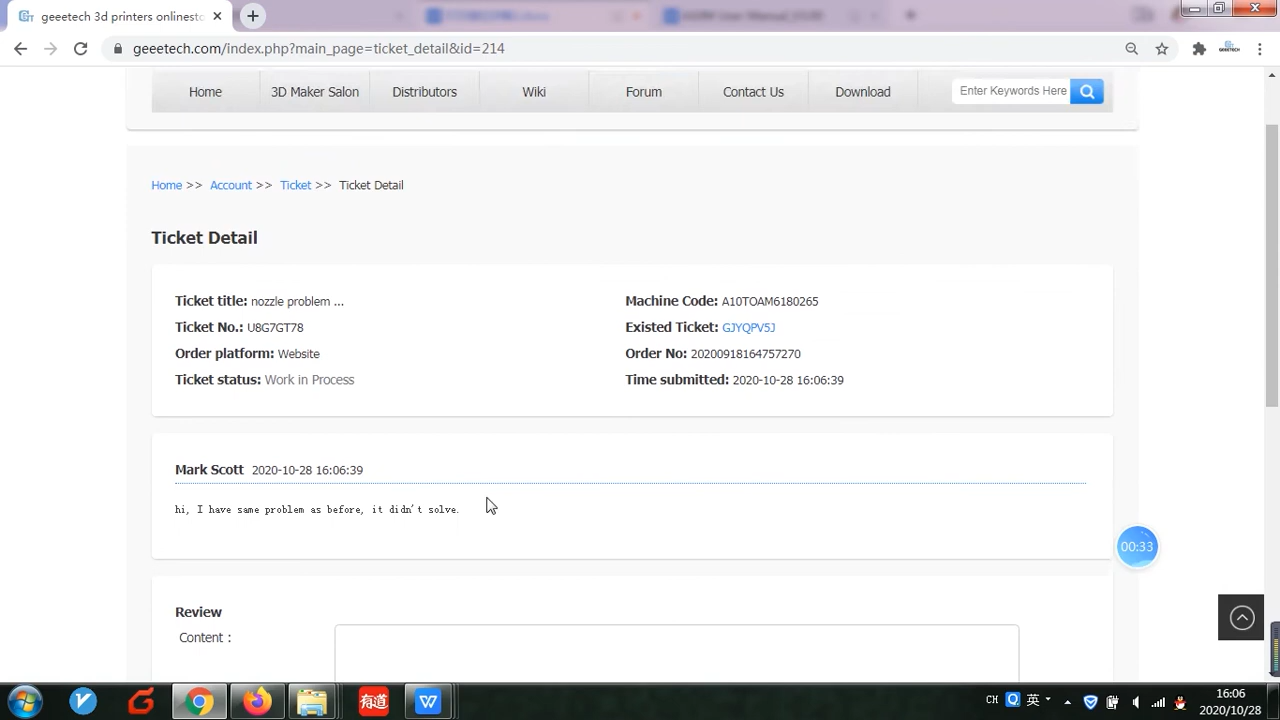 geeetech 3d printers onlinesto
geeetech.com/index.php?main_page=ticket_detail&id=214
Home
3D Maker Salon
Distributors
Wiki
Forum
Contact Us
Download
Enter Keywords Here
Home >> Account >> Ticket >> Ticket Detail
Ticket Detail
Ticket title: nozzle problem ...
Machine Code: A10TOAM6180265
Ticket No.: U8G7GT78
Existed Ticket: GJYQPV5J
Order platform: Website
Order No: 20200918164757270
Ticket status: Work in Process
Time submitted: 2020-10-28 16:06:39
Mark Scott 2020-10-28 16:06:39
hi, I have same problem as before, it didn't solve.
00:33
Review
Content :
有道
CH
英
16:06
2020/10/28